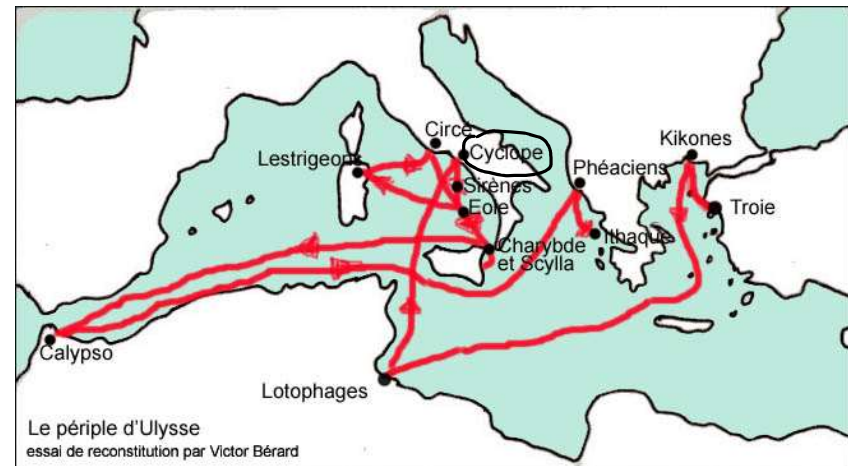 Circé
Kikones
Cyclope
Lestrigeons
Phéaciens
Sirènes
Troie
Eole
Ithaque
Charybde
et Scylla
Calypso
Lotophages
Le périple d'Ulysse
essai de reconstitution par Victor Bérard